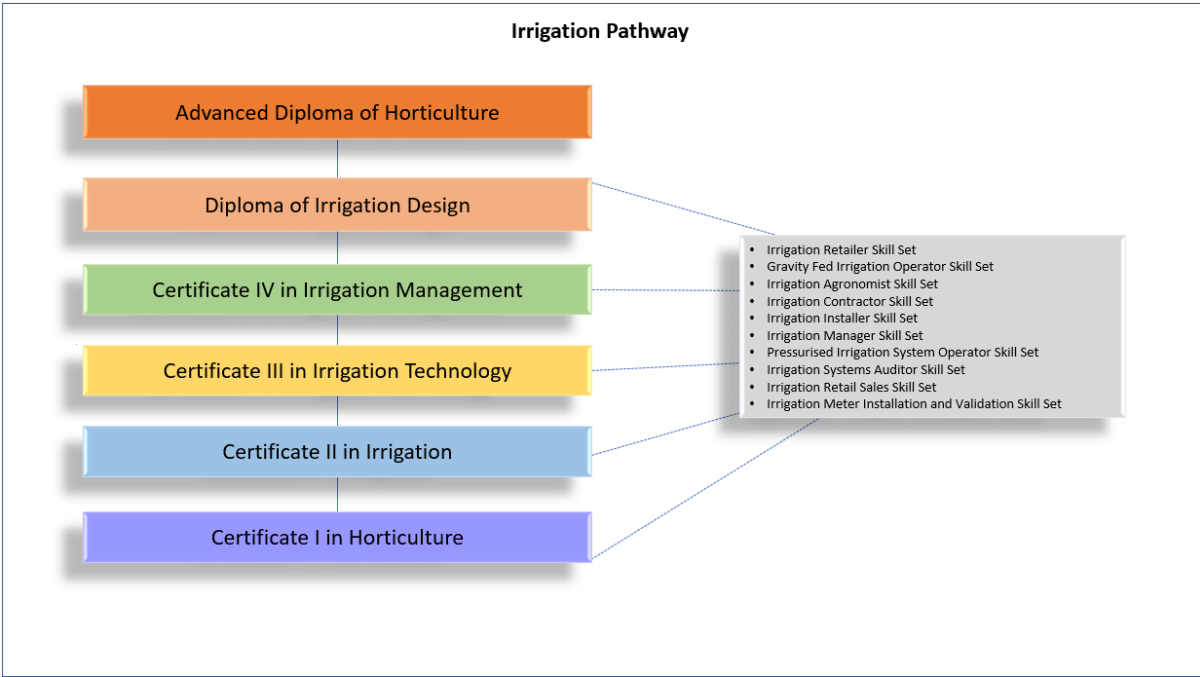 Irrigation Pathway
Advanced Diploma of Horticulture
Diploma of Irrigation Design
Certificate IV in Irrigation Management
Certificate III in Irrigation Technology
Certificate II in Irrigation
Certificate I in Horticulture
• Irrigation Retailer Skill Set
• Gravity Fed Irrigation Operator Skill Set
• Irrigation Agronomist Skill Set
• Irrigation Contractor Skill Set
• Irrigation Installer Skill Set
• Irrigation Manager Skill Set
• Pressurised Irrigation System Operator Skill Set
• Irrigation Systems Auditor Skill Set
• Irrigation Retail Sales Skill Set
• Irrigation Meter Installation and Validation Skill Set